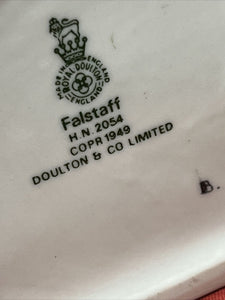 MADE IN ENGLAND
ROYAL DOULTON
ENGLAND
Falstaff
H.N. 2054
COPR 1949
DOULTON & CO LIMITED
B.